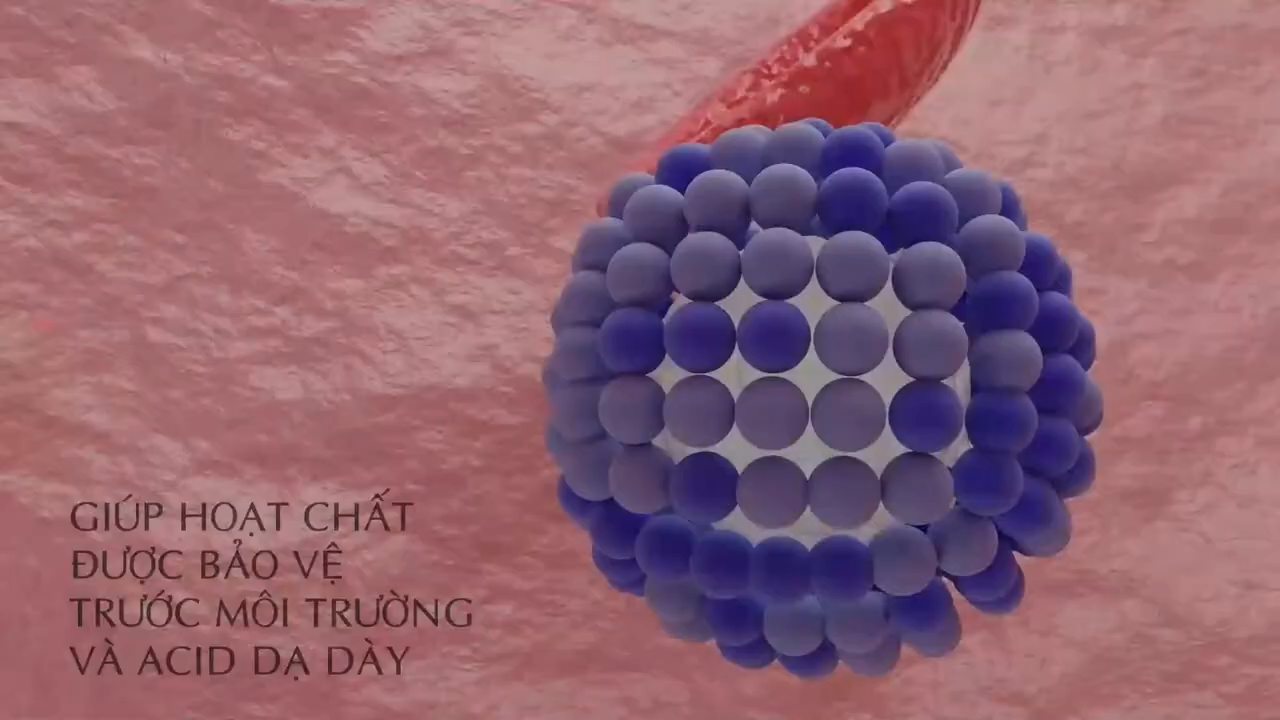 GIÚP HOẠT CHẤT
ĐƯỢC BẢO VỆ
TRƯỚC MÔI TRƯỜNG
VÀ ACID DẠ DÀY